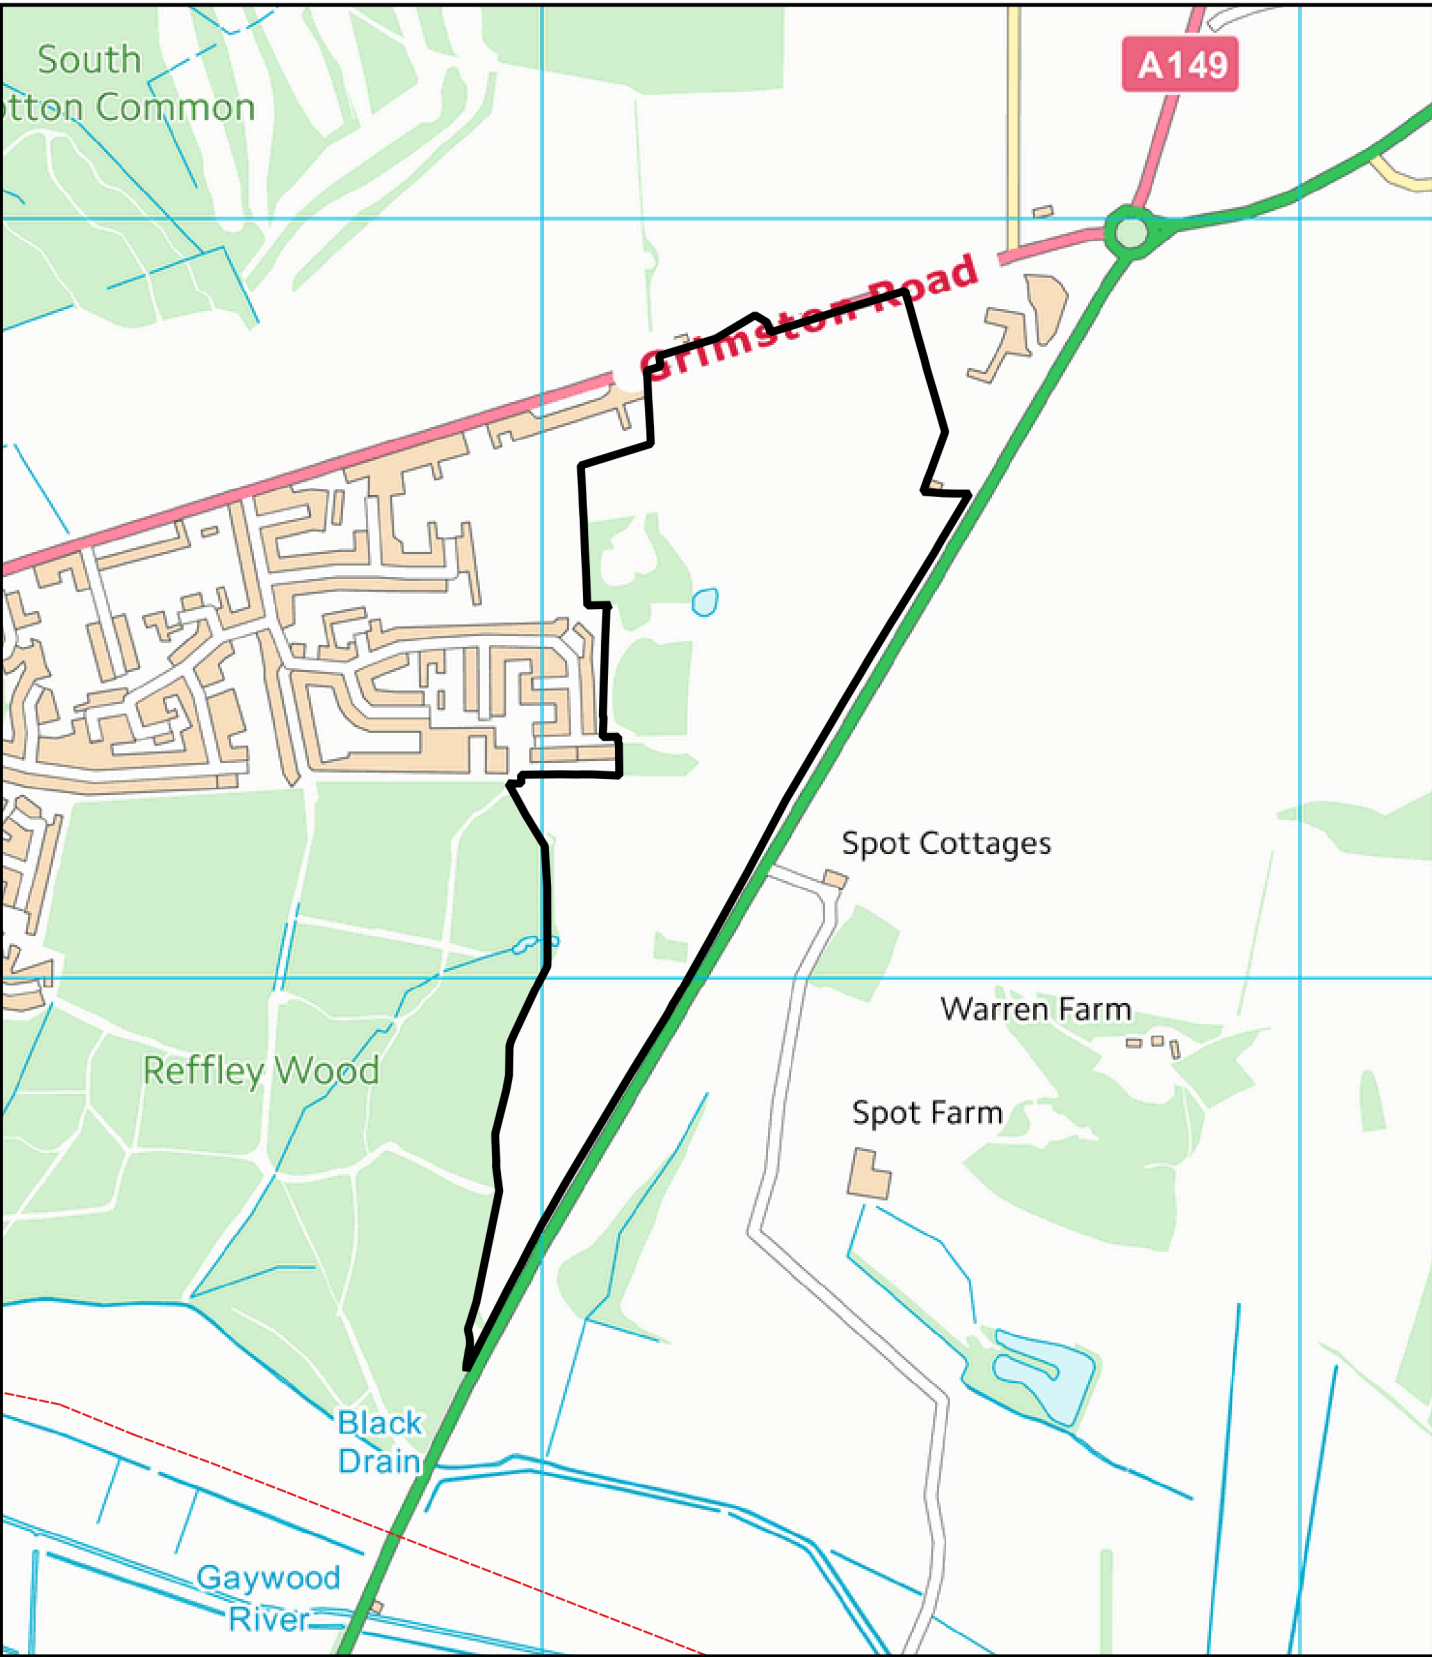 South
otton Common
A149
Grimston Road
Spot Cottages
Warren Farm
Reffley Wood
Spot Farm
Black
Drain
Gaywood
River